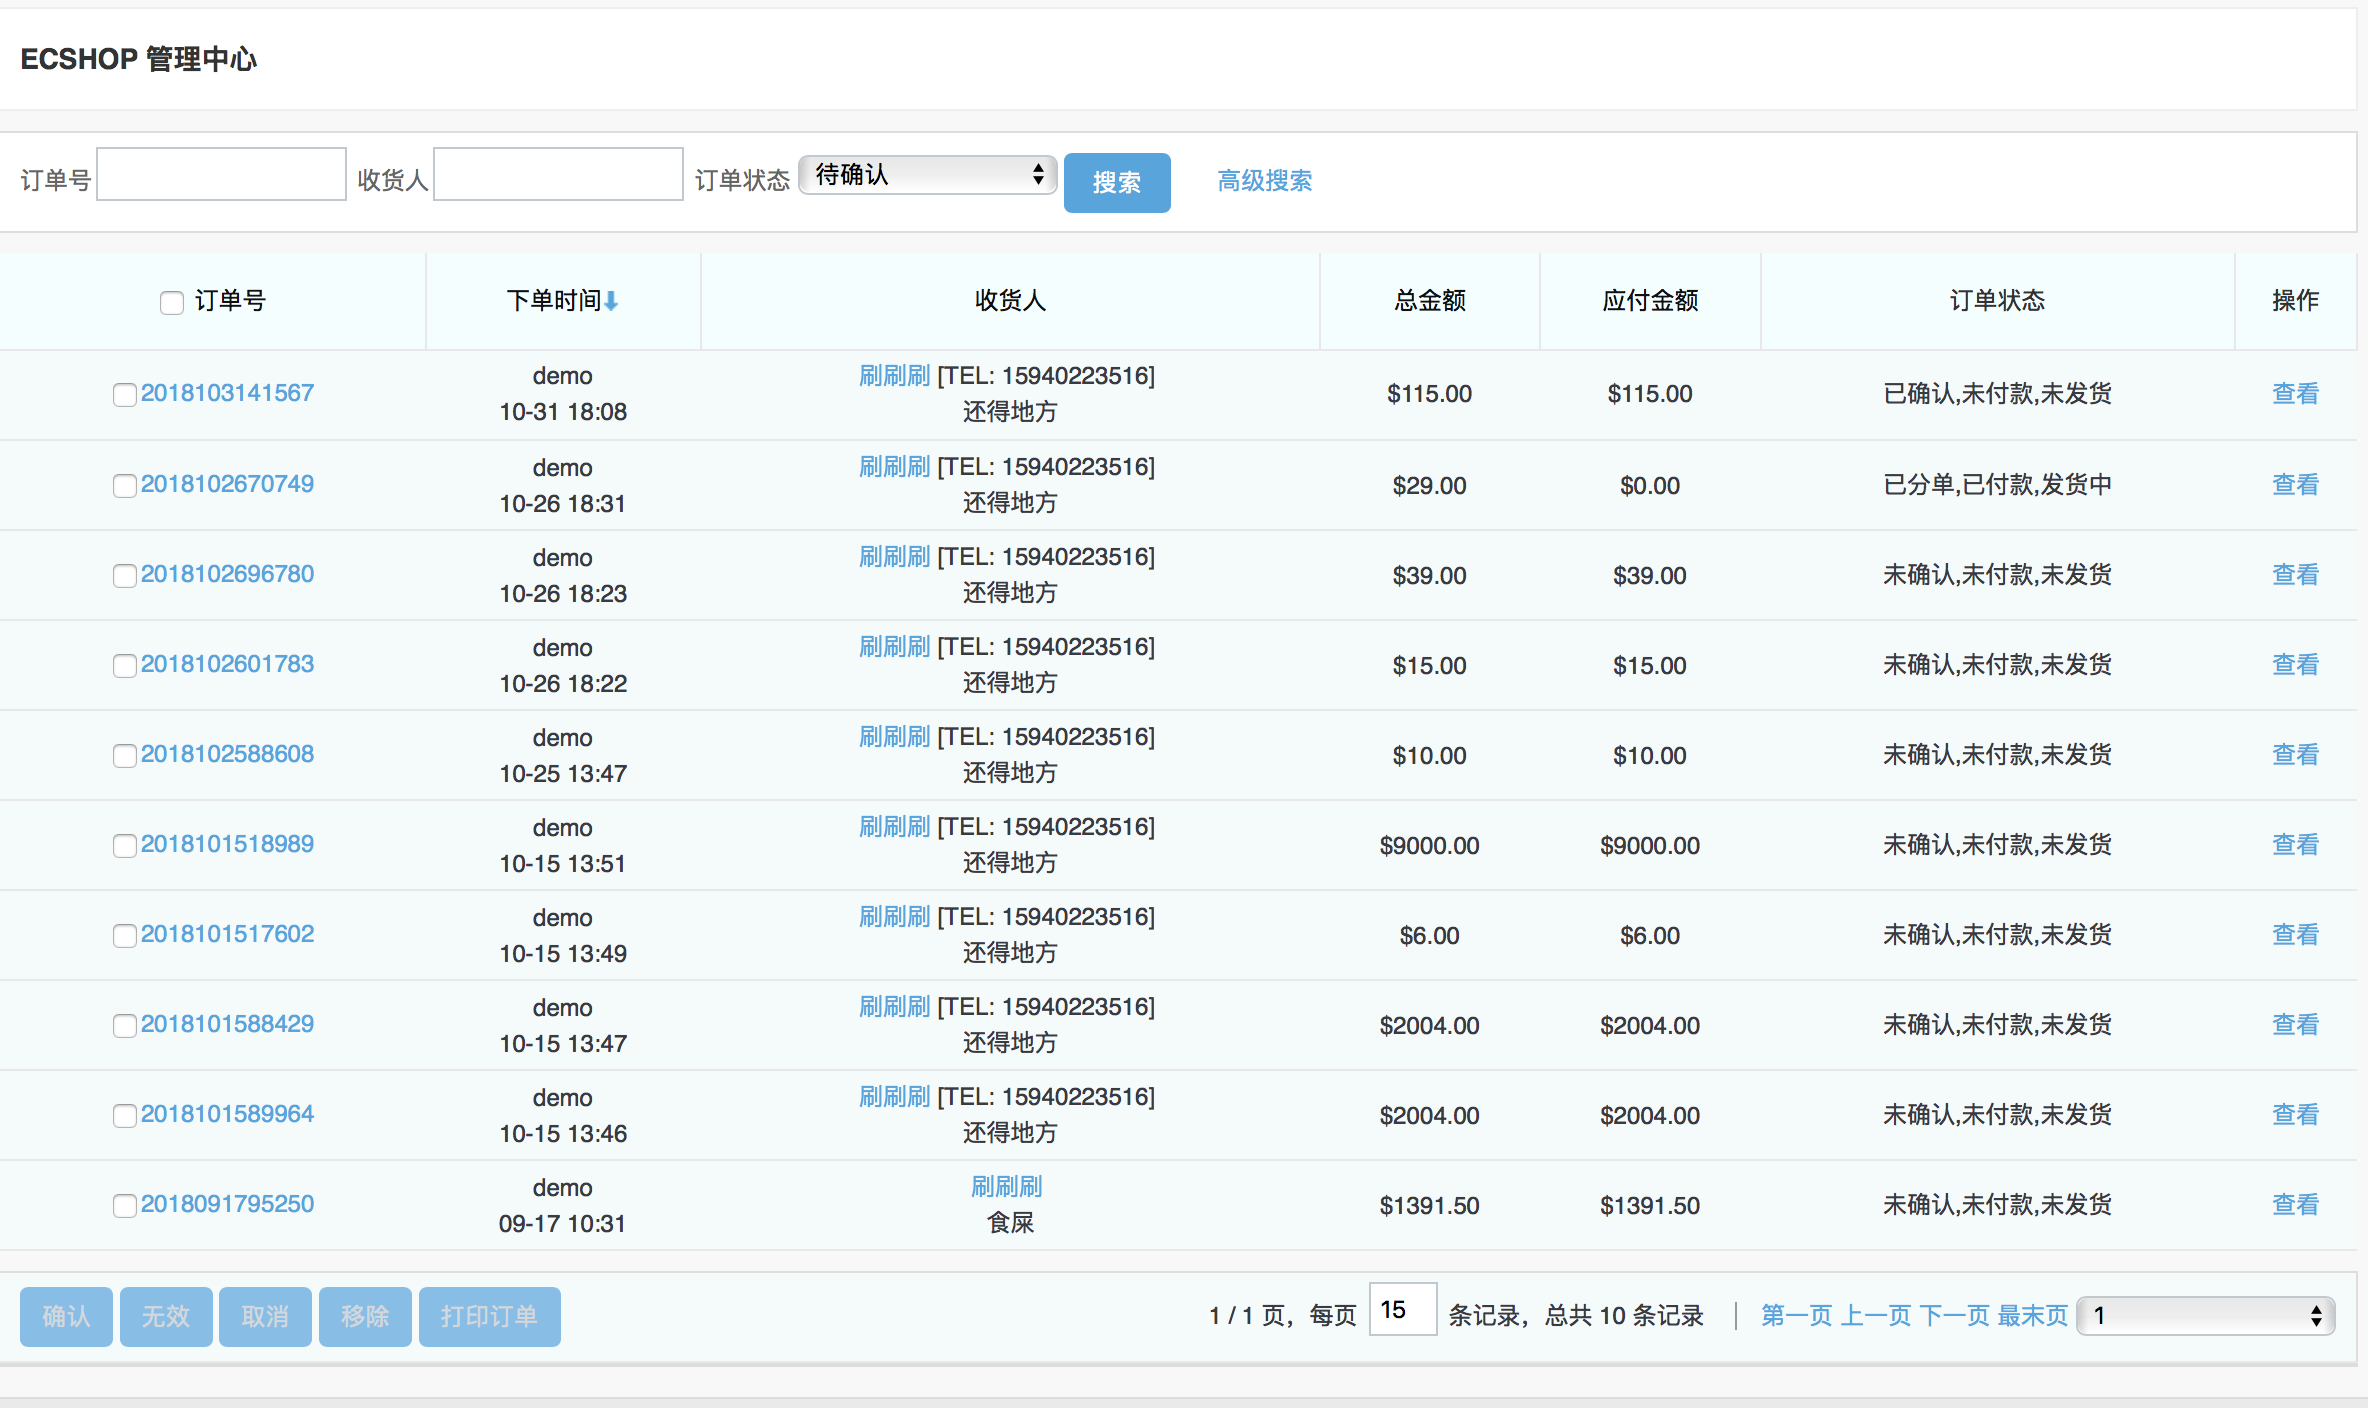 ECSHOP 管理中心
订单号 收货人 订单状态 待确认 搜索 高级搜索
订单号 下单时间 收货人 总金额 应付金额 订单状态 操作
2018103141567 demo 10-31 18:08 刷刷刷 [TEL: 15940223516] 还得地方 $115.00 $115.00 已确认,未付款,未发货 查看
2018102670749 demo 10-26 18:31 刷刷刷 [TEL: 15940223516] 还得地方 $29.00 $0.00 已分单,已付款,发货中 查看
2018102696780 demo 10-26 18:23 刷刷刷 [TEL: 15940223516] 还得地方 $39.00 $39.00 未确认,未付款,未发货 查看
2018102601783 demo 10-26 18:22 刷刷刷 [TEL: 15940223516] 还得地方 $15.00 $15.00 未确认,未付款,未发货 查看
2018102588608 demo 10-25 13:47 刷刷刷 [TEL: 15940223516] 还得地方 $10.00 $10.00 未确认,未付款,未发货 查看
2018101518989 demo 10-15 13:51 刷刷刷 [TEL: 15940223516] 还得地方 $9000.00 $9000.00 未确认,未付款,未发货 查看
2018101517602 demo 10-15 13:49 刷刷刷 [TEL: 15940223516] 还得地方 $6.00 $6.00 未确认,未付款,未发货 查看
2018101588429 demo 10-15 13:47 刷刷刷 [TEL: 15940223516] 还得地方 $2004.00 $2004.00 未确认,未付款,未发货 查看
2018101589964 demo 10-15 13:46 刷刷刷 [TEL: 15940223516] 还得地方 $2004.00 $2004.00 未确认,未付款,未发货 查看
2018091795250 demo 09-17 10:31 刷刷刷 食屎 $1391.50 $1391.50 未确认,未付款,未发货 查看
确认 无效 取消 移除 打印订单 1 / 1 页，每页 15 条记录，总共 10 条记录 | 第一页 上一页 下一页 最末页 1